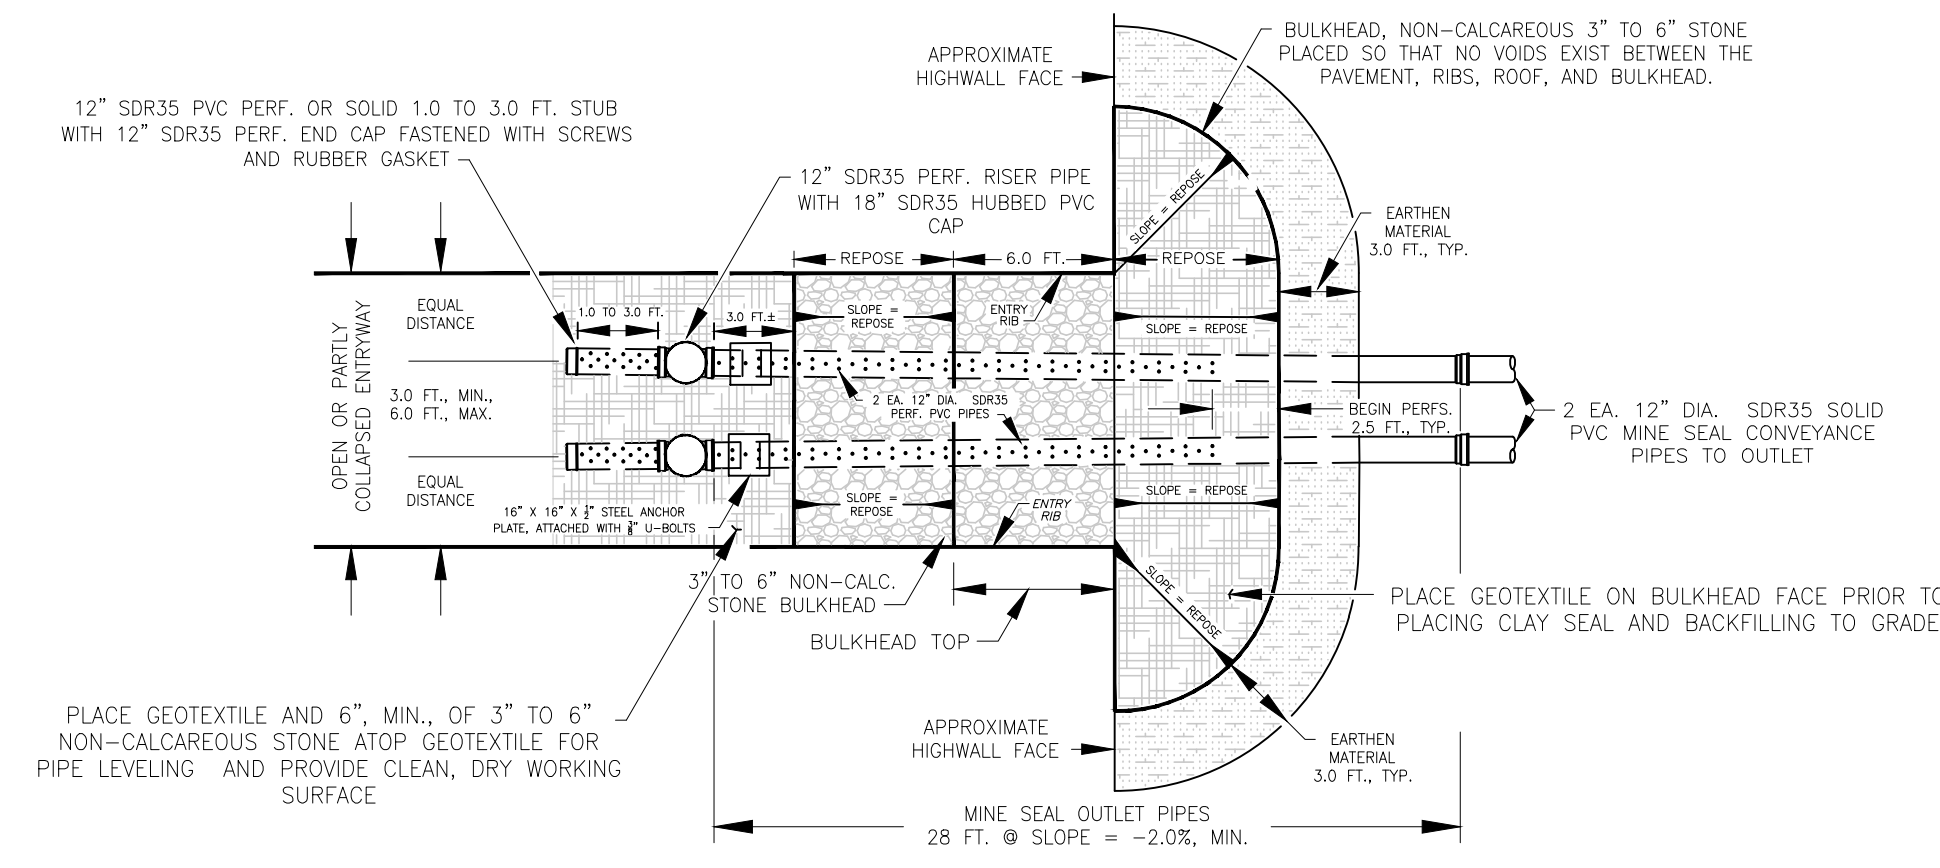 BULKHEAD, NON-CALCAREOUS 3" TO 6" STONE
PLACED SO THAT NO VOIDS EXIST BETWEEN THE
PAVEMENT, RIBS, ROOF, AND BULKHEAD.
APPROXIMATE
HIGHWALL FACE
12" SDR35 PVC PERF. OR SOLID 1.0 TO 3.0 FT. STUB
WITH 12" SDR35 PERF. END CAP FASTENED WITH SCREWS
AND RUBBER GASKET
12" SDR35 PERF. RISER PIPE
WITH 18" SDR35 HUBBED PVC
CAP
SLOPE = REPOSE
EARTHEN
MATERIAL
3.0 FT., TYP.
REPOSE
6.0 FT.
REPOSE
OPEN OR PARTLY
COLLAPSED ENTRYWAY
EQUAL
DISTANCE
1.0 TO 3.0 FT.
3.0 FT.±
SLOPE =
REPOSE
ENTRY
RIB
SLOPE = REPOSE
3.0 FT., MIN.,
6.0 FT., MAX.
2 EA. 12" DIA. SDR35
PERF. PVC PIPES
BEGIN PERFS.
2.5 FT., TYP.
2 EA. 12" DIA. SDR35 SOLID
PVC MINE SEAL CONVEYANCE
PIPES TO OUTLET
EQUAL
DISTANCE
16" X 16" X ½" STEEL ANCHOR
PLATE, ATTACHED WITH ⅜" U-BOLTS
SLOPE =
REPOSE
ENTRY
RIB
SLOPE = REPOSE
3" TO 6" NON-CALC.
STONE BULKHEAD
BULKHEAD TOP
SLOPE = REPOSE
PLACE GEOTEXTILE ON BULKHEAD FACE PRIOR TO
PLACING CLAY SEAL AND BACKFILLING TO GRADE
PLACE GEOTEXTILE AND 6", MIN., OF 3" TO 6"
NON-CALCAREOUS STONE ATOP GEOTEXTILE FOR
PIPE LEVELING AND PROVIDE CLEAN, DRY WORKING
SURFACE
APPROXIMATE
HIGHWALL FACE
EARTHEN
MATERIAL
3.0 FT., TYP.
MINE SEAL OUTLET PIPES
28 FT. @ SLOPE = -2.0%, MIN.